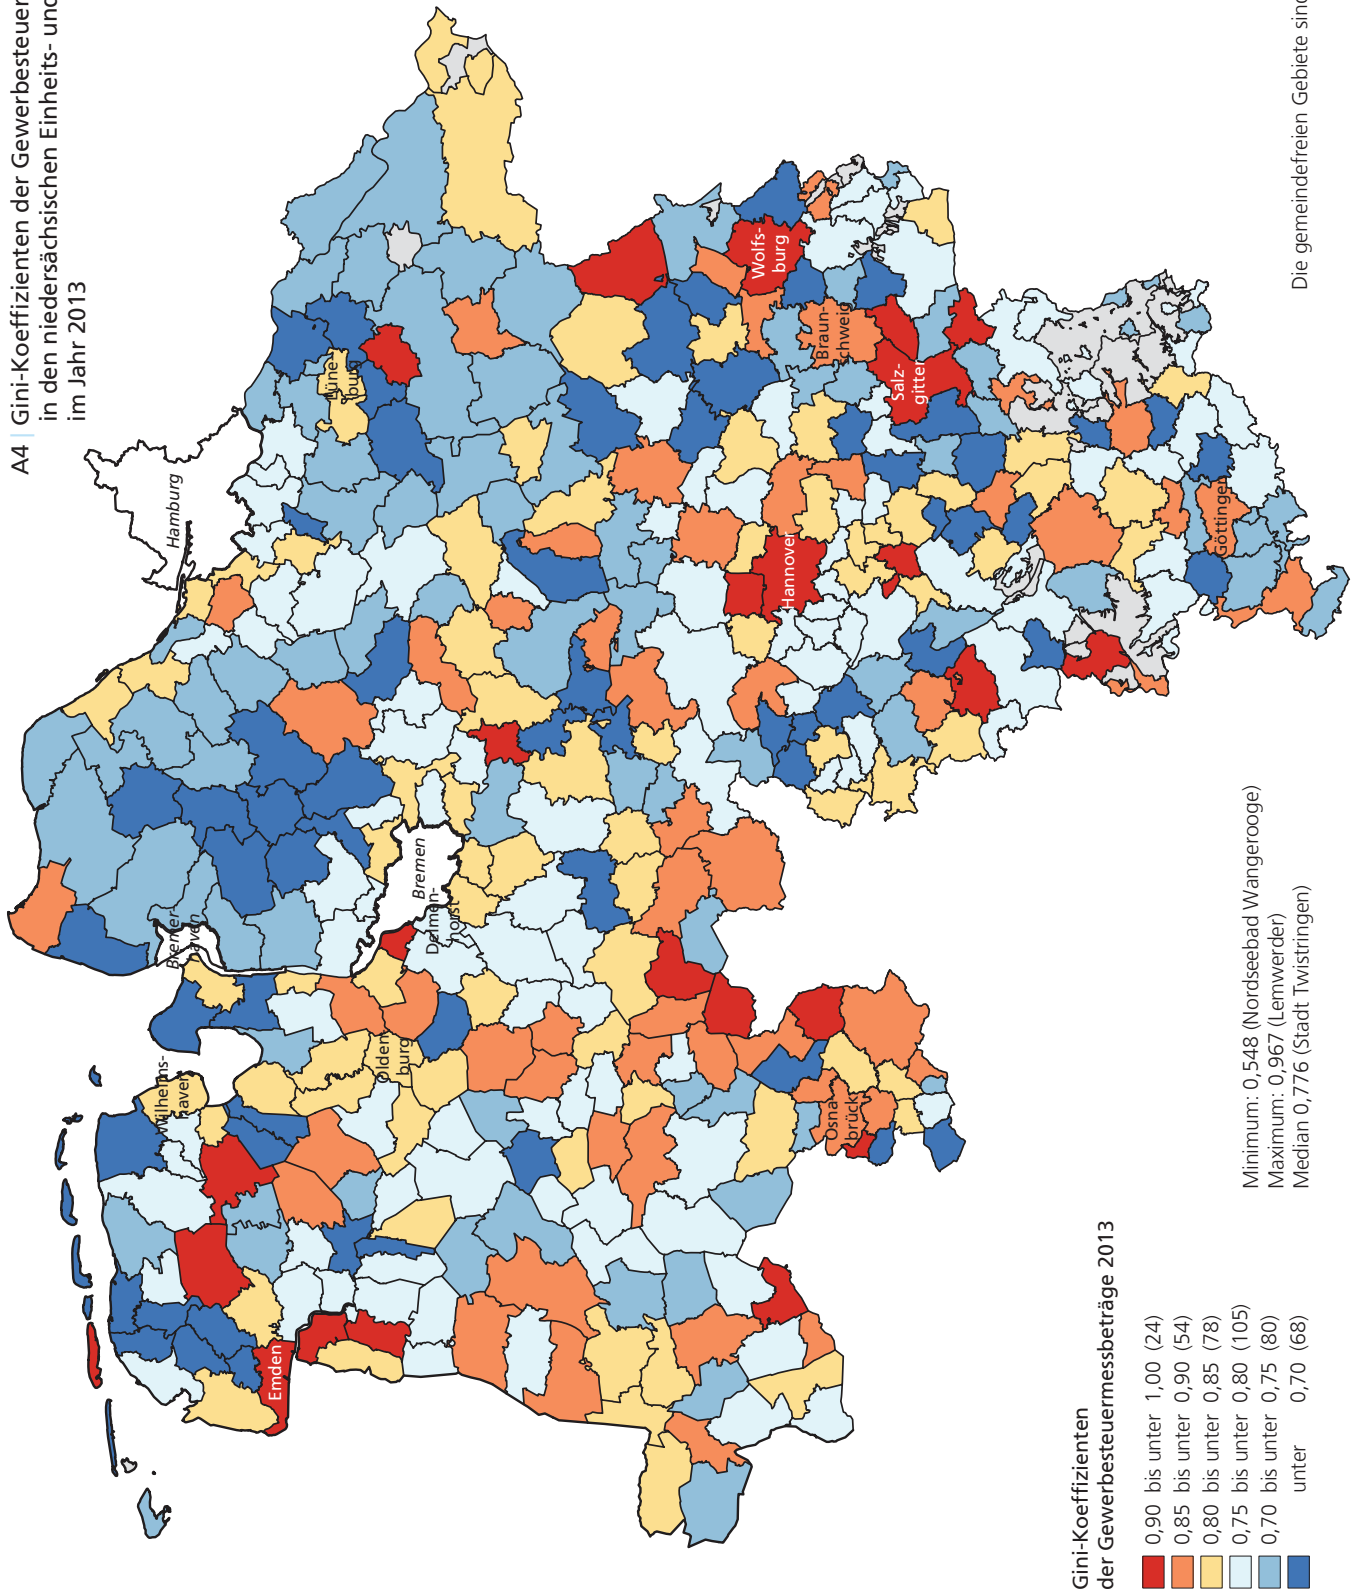 A4 | Gini-Koeffizienten der Gewerbesteuer
in den niedersächsischen Einheits- und
im Jahr 2013
Hamburg
Lüne-
burg
Bremer-
haven
Wilhelms-
haven
Emden
Olden-
burg
Bremen
Delmen-
horst
Wolfs-
burg
Braun-
schweig
Salz-
gitter
Hannover
Göttingen
Osna-
brück
Gini-Koeffizienten
der Gewerbesteuermessbeträge 2013
0,90 bis unter 1,00 (24)
0,85 bis unter 0,90 (54)
0,80 bis unter 0,85 (78)
0,75 bis unter 0,80 (105)
0,70 bis unter 0,75 (80)
unter 0,70 (68)
Minimum: 0,548 (Nordseebad Wangerooge)
Maximum: 0,967 (Lemwerder)
Median 0,776 (Stadt Twistringen)
Die gemeindefreien Gebiete sind